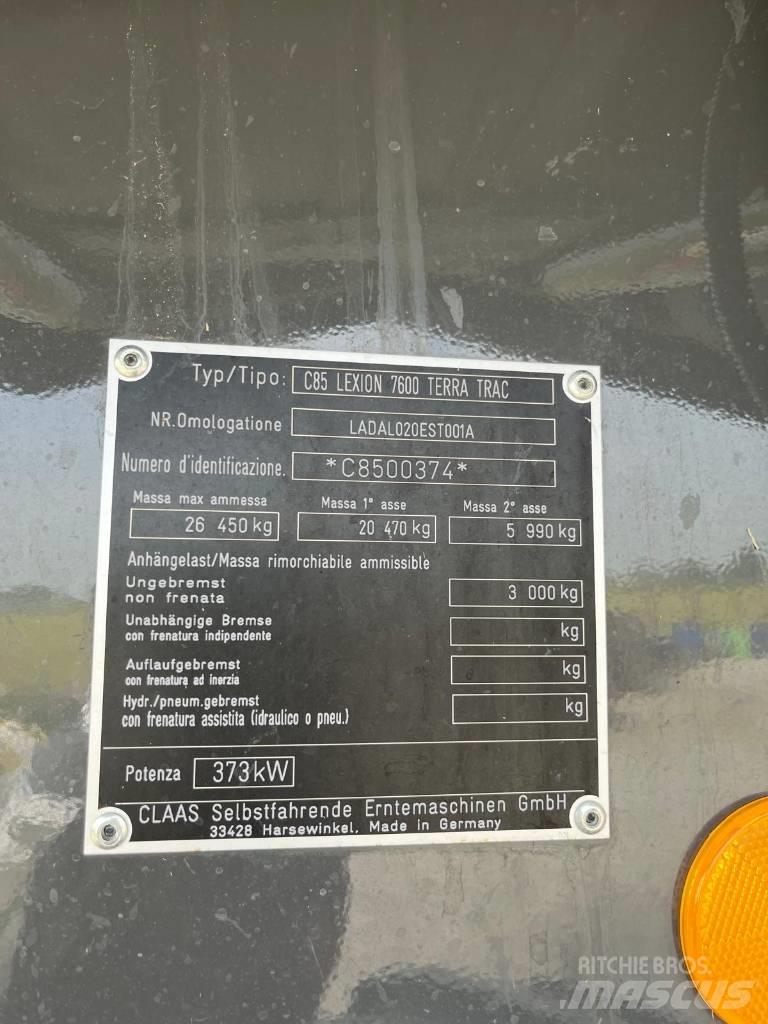 Typ/Tipo: C85 LEXION 7600 TERRA TRAC
NR.Omologatione LADAL020EST001A
Numero d'identificazione. *C8500374*
Massa max ammessa Massa 1° asse Massa 2° asse
26 450 kg 20 470 kg 5 990 kg
Anhängelast/Massa rimorchiabile ammissible
Ungebremst
non frenata 3 000 kg
Unabhängige Bremse
con frenatura indipendente kg
Auflaufgebremst
con frenatura ad inerzia kg
Hydr./pneum.gebremst
con frenatura assistita (idraulico o pneu.) kg
Potenza 373kW
CLAAS Selbstfahrende Erntemaschinen GmbH
33428 Harsewinkel, Made in Germany
RITCHIE BROS.
MASCUS